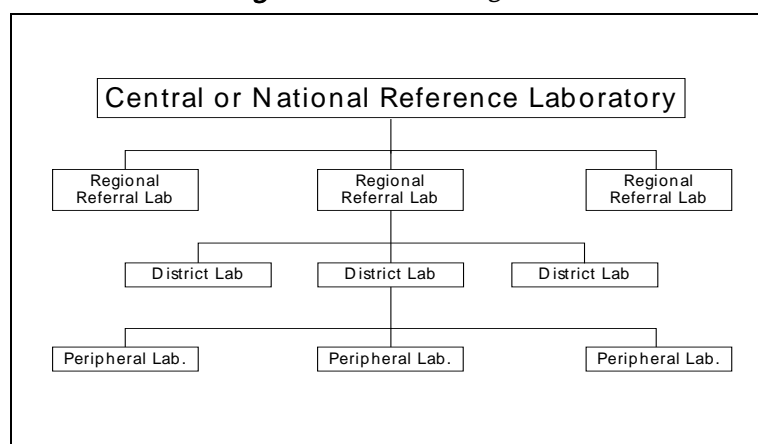 Central or National Reference Laboratory
Regional
Referral Lab
Regional
Referral Lab
Regional
Referral Lab
District Lab
District Lab
District Lab
Peripheral Lab.
Peripheral Lab.
Peripheral Lab.